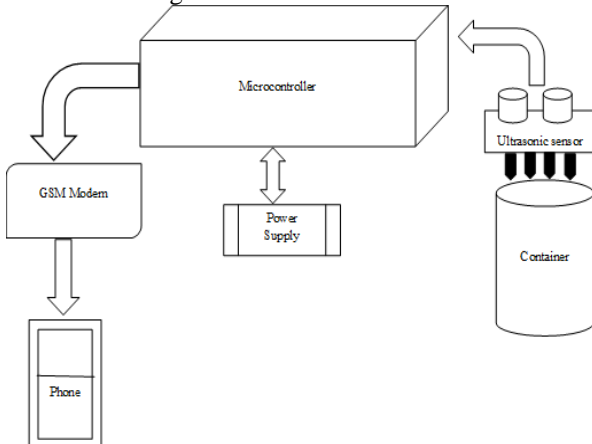 Microcontroller
Ultrasonic sensor
GSM Modem
Power
Supply
Container
Phone